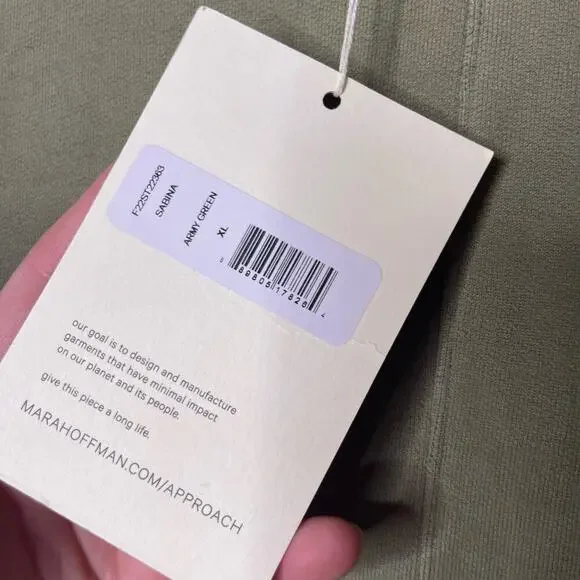 F22ST22363
SABINA
ARMY GREEN
XL
our goal is to design and manufacture
garments that have minimal impact
on our planet and its people.
give this piece a long life.
MARAHOFFMAN.COM/APPROACH